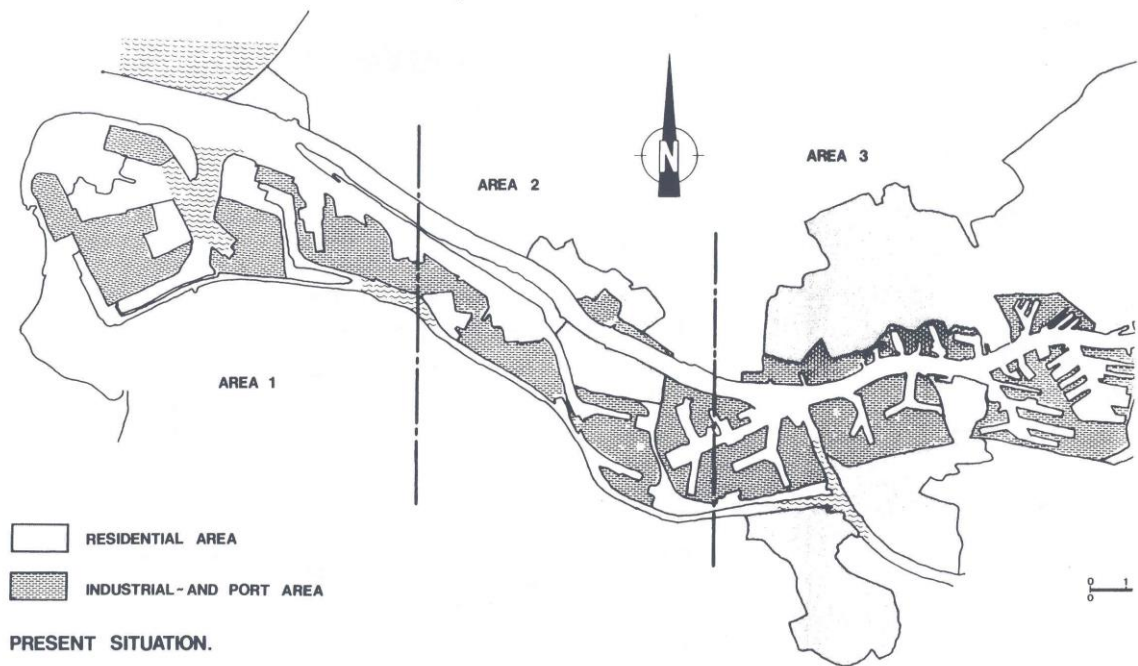 AREA 2
AREA 3
N
AREA 1
RESIDENTIAL AREA
INDUSTRIAL-AND PORT AREA
PRESENT SITUATION.
0 1
0